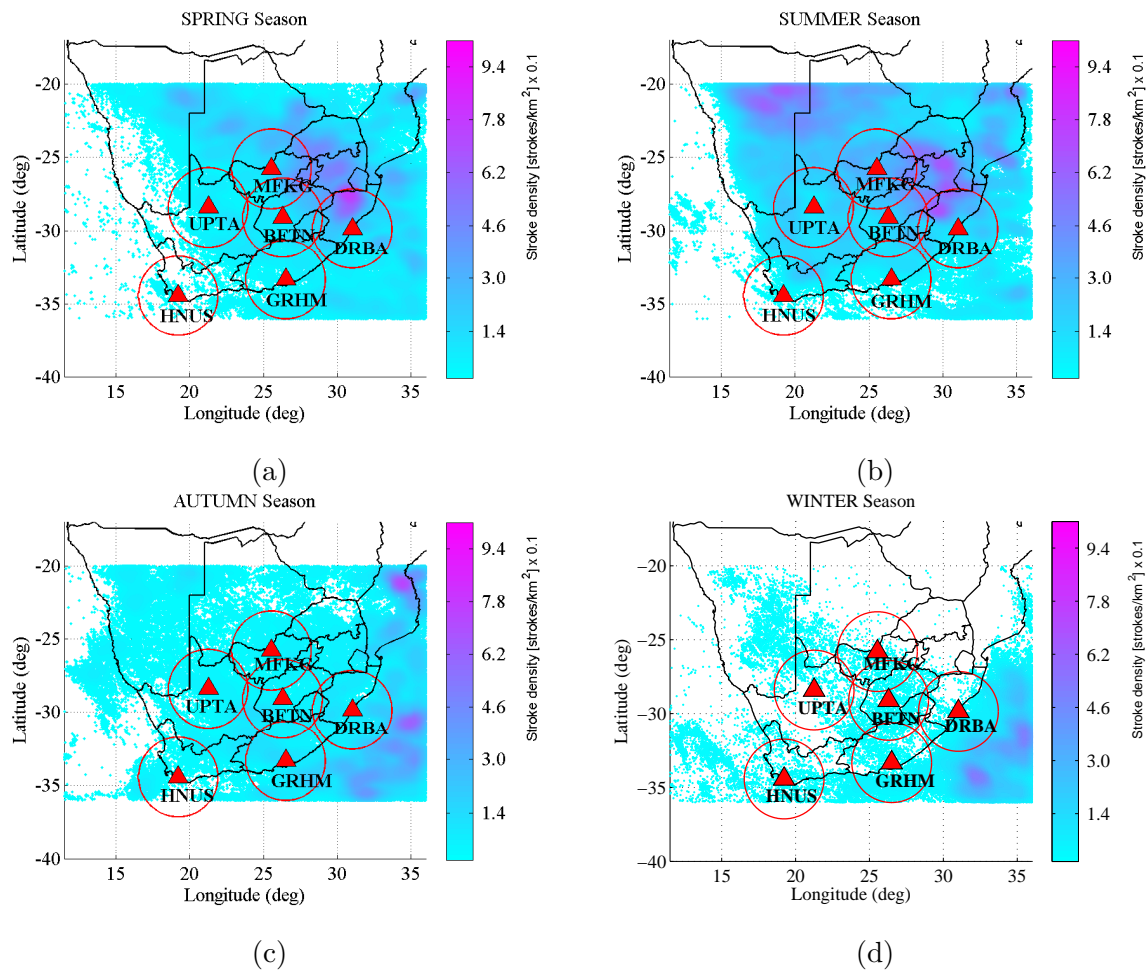 SPRING Season
-20
-25
-30
-35
-40
Latitude (deg)
MFKG
UPTA
BFTN
DRBA
GRHM
HNUS
15
20
25
30
35
Longitude (deg)
9.4
7.8
6.2
4.6
3.0
1.4
Stroke density [strokes/km²] x 0.1
(a)
SUMMER Season
-20
-25
-30
-35
-40
Latitude (deg)
MFKG
UPTA
BFTN
DRBA
GRHM
HNUS
15
20
25
30
35
Longitude (deg)
9.4
7.8
6.2
4.6
3.0
1.4
Stroke density [strokes/km²] x 0.1
(b)
AUTUMN Season
-20
-25
-30
-35
-40
Latitude (deg)
MFKG
UPTA
BFTN
DRBA
GRHM
HNUS
15
20
25
30
35
Longitude (deg)
9.4
7.8
6.2
4.6
3.0
1.4
Stroke density [strokes/km²] x 0.1
(c)
WINTER Season
−20
−25
−30
−35
−40
Latitude (deg)
MFKG
UPTA
BFTN
DRBA
GRHM
HNUS
15
20
25
30
35
Longitude (deg)
9.4
7.8
6.2
4.6
3.0
1.4
Stroke density [strokes/km²] x 0.1
(d)